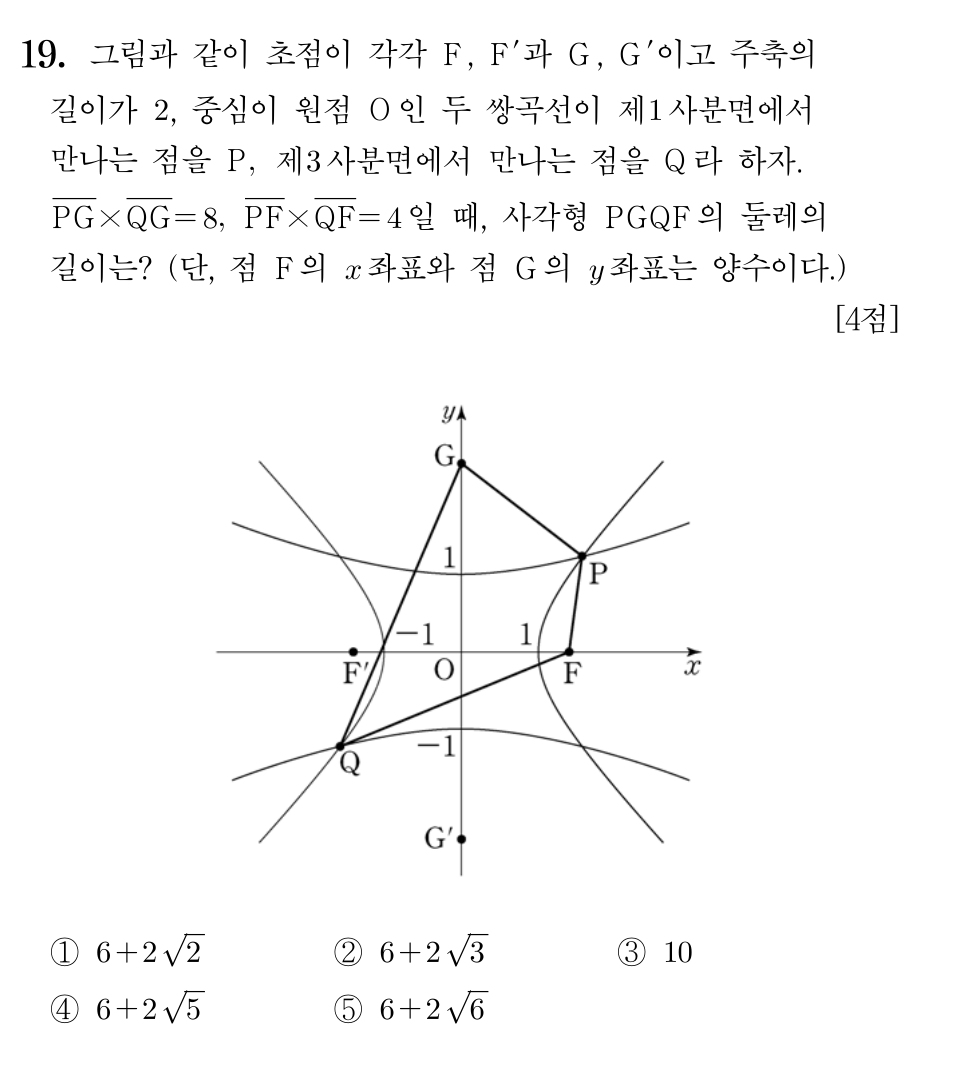 19. 그림과 같이 초점이 각각 F, F′과 G, G′이고 주축의
길이가 2, 중심이 원점 O인 두 쌍곡선이 제1사분면에서
만나는 점을 P, 제3사분면에서 만나는 점을 Q라 하자.
$\overline{PG}×\overline{QG}=8$, $\overline{PF}×\overline{QF}=4$일 때, 사각형 PGQF의 둘레의
길이는? (단, 점 F의 x좌표와 점 G의 y좌표는 양수이다.)
[4점]
y
G
1
P
−1
1
F′
O
F
x
−1
Q
G′
① 6+2√2 ② 6+2√3 ③ 10
④ 6+2√5 ⑤ 6+2√6